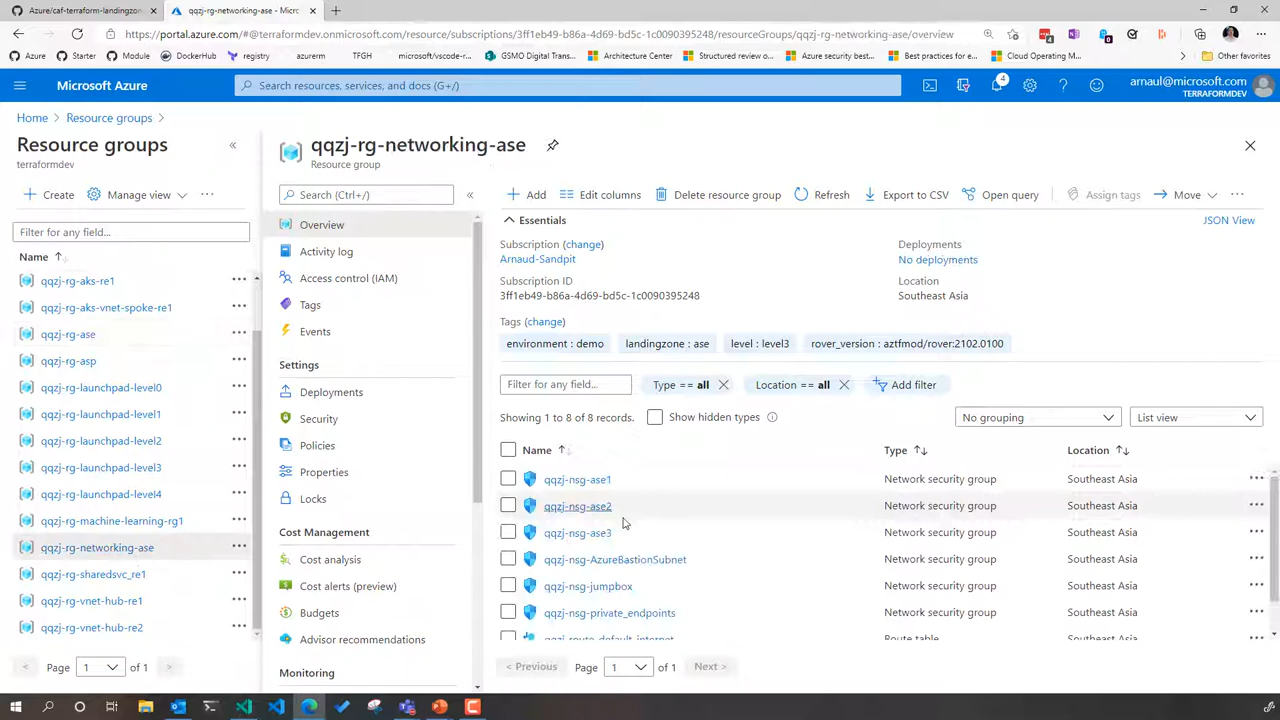 Azure/caf-terraform-landingzon
qqzj-rg-networking-ase - Micro
https://portal.azure.com/#@terraformdev.onmicrosoft.com/resource/subscriptions/3ff1eb49-b86a-4d69-bd5c-1c0090395248/resourceGroups/qqzj-rg-networking-ase/overview
Azure Starter Module DockerHub registry azurerm TFGH microsoft/vscode-r... GSMO Digital Transf... Architecture Center Structured review o... Azure security best... Best practices for e... Cloud Operating M... Other favorites
Microsoft Azure
Search resources, services, and docs (G+/)
4
arnaul@microsoft.com
TERRAFORMDEV
Home > Resource groups >
Resource groups
terraformdev
Create Manage view
Filter for any field...
Name
qqzj-rg-aks-re1
qqzj-rg-aks-vnet-spoke-re1
qqzj-rg-ase
qqzj-rg-asp
qqzj-rg-launchpad-level0
qqzj-rg-launchpad-level1
qqzj-rg-launchpad-level2
qqzj-rg-launchpad-level3
qqzj-rg-launchpad-level4
qqzj-rg-machine-learning-rg1
qqzj-rg-networking-ase
qqzj-rg-sharedsvc_re1
qqzj-rg-vnet-hub-re1
qqzj-rg-vnet-hub-re2
< Page 1 of 1 >
qqzj-rg-networking-ase
Resource group
Search (Ctrl+/)
Overview
Activity log
Access control (IAM)
Tags
Events
Settings
Deployments
Security
Policies
Properties
Locks
Cost Management
Cost analysis
Cost alerts (preview)
Budgets
Advisor recommendations
Monitoring
Add Edit columns Delete resource group Refresh Export to CSV Open query Assign tags Move
Essentials
JSON View
Subscription (change)
Arnaud-Sandpit
Subscription ID
3ff1eb49-b86a-4d69-bd5c-1c0090395248
Deployments
No deployments
Location
Southeast Asia
Tags (change)
environment : demo landingzone : ase level : level3 rover_version : aztfmod/rover:2102.0100
Filter for any field... Type == all Location == all Add filter
Showing 1 to 8 of 8 records. Show hidden types No grouping List view
Name Type Location
qqzj-nsg-ase1 Network security group Southeast Asia
qqzj-nsg-ase2 Network security group Southeast Asia
qqzj-nsg-ase3 Network security group Southeast Asia
qqzj-nsg-AzureBastionSubnet Network security group Southeast Asia
qqzj-nsg-jumpbox Network security group Southeast Asia
qqzj-nsg-private_endpoints Network security group Southeast Asia
qqzj-route_default_internet Route table Southeast Asia
< Previous Page 1 of 1 Next >